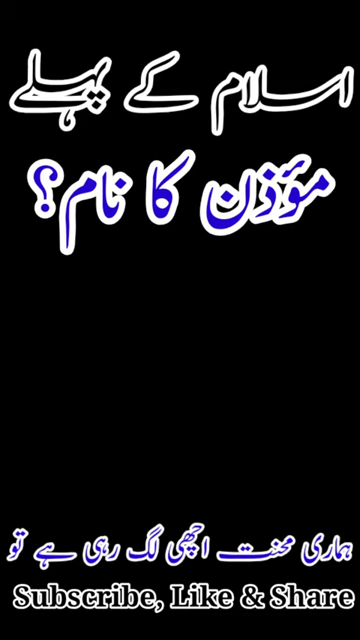 اسلام کے پہلے
مؤذن کا نام؟
ہماری محنت اچھی لگ رہی ہے تو
Subscribe, Like & Share